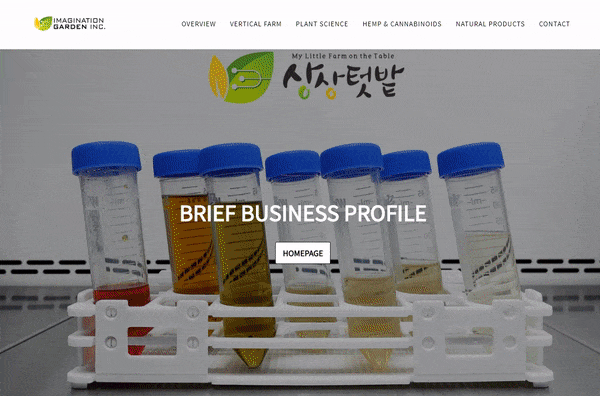 IMAGINATION
GARDEN INC.
OVERVIEW
VERTICAL FARM
PLANT SCIENCE
HEMP & CANNABINOIDS
NATURAL PRODUCTS
CONTACT
My Little Farm on the Table
상상텃밭
BRIEF BUSINESS PROFILE
HOMEPAGE